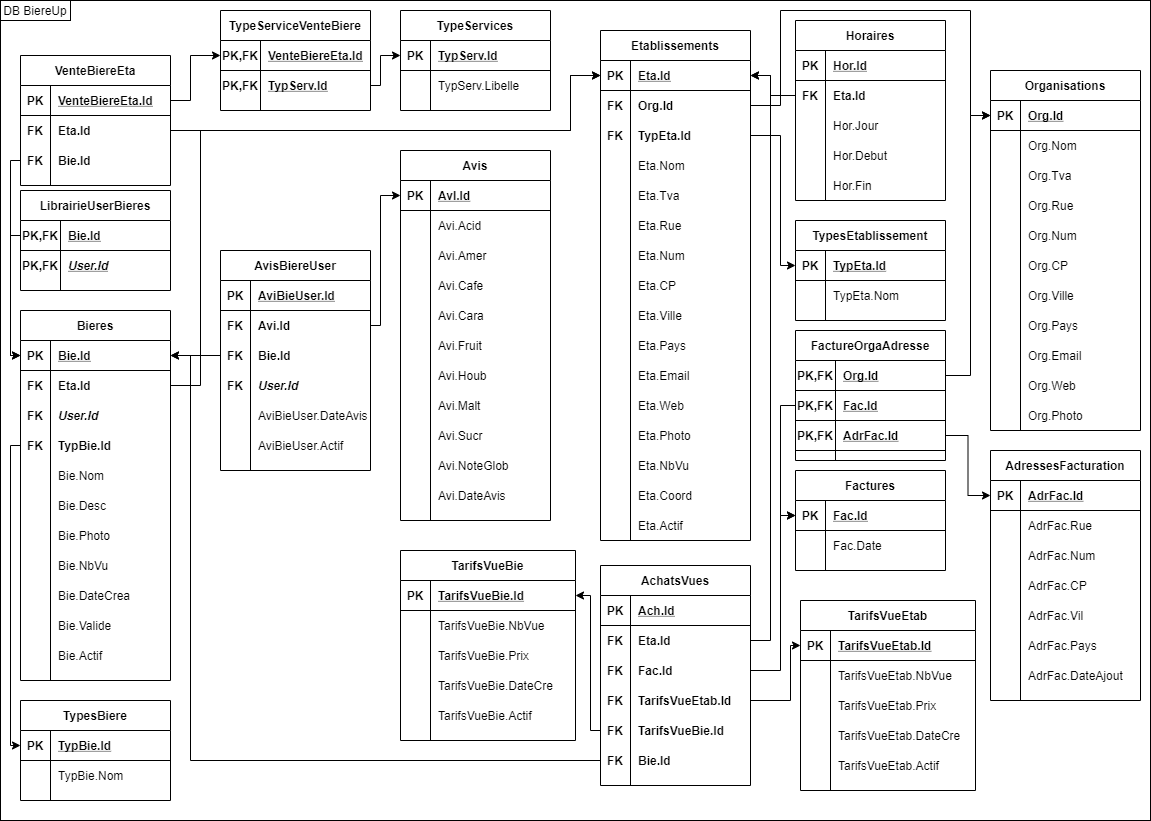 DB BiereUp
VenteBiereEta
PK VenteBiereEta.Id
FK Eta.Id
FK Bie.Id
LibrairieUserBieres
PK,FK Bie.Id
PK,FK User.Id
Bieres
PK Bie.Id
FK Eta.Id
FK User.Id
FK TypBie.Id
Bie.Nom
Bie.Desc
Bie.Photo
Bie.NbVu
Bie.DateCrea
Bie.Valide
Bie.Actif
TypesBiere
PK TypBie.Id
TypBie.Nom
TypeServiceVenteBiere
PK,FK VenteBiereEta.Id
PK,FK TypServ.Id
TypeServices
PK TypServ.Id
TypServ.Libelle
AvisBiereUser
PK AviBieUser.Id
FK Avi.Id
FK Bie.Id
FK User.Id
AviBieUser.DateAvis
AviBieUser.Actif
Avis
PK AvI.Id
Avi.Acid
Avi.Amer
Avi.Cafe
Avi.Cara
Avi.Fruit
Avi.Houb
Avi.Malt
Avi.Sucr
Avi.NoteGlob
Avi.DateAvis
TarifsVueBie
PK TarifsVueBie.Id
TarifsVueBie.NbVue
TarifsVueBie.Prix
TarifsVueBie.DateCre
TarifsVueBie.Actif
Etablissements
PK Eta.Id
FK Org.Id
FK TypEta.Id
Eta.Nom
Eta.Tva
Eta.Rue
Eta.Num
Eta.CP
Eta.Ville
Eta.Pays
Eta.Email
Eta.Web
Eta.Photo
Eta.NbVu
Eta.Coord
Eta.Actif
AchatsVues
PK Ach.Id
FK Eta.Id
FK Fac.Id
FK TarifsVueEtab.Id
FK TarifsVueBie.Id
FK Bie.Id
Horaires
PK Hor.Id
FK Eta.Id
Hor.Jour
Hor.Debut
Hor.Fin
TypesEtablissement
PK TypEta.Id
TypEta.Nom
FactureOrgaAdresse
PK,FK Org.Id
PK,FK Fac.Id
PK,FK AdrFac.Id
Factures
PK Fac.Id
Fac.Date
TarifsVueEtab
PK TarifsVueEtab.Id
TarifsVueEtab.NbVue
TarifsVueEtab.Prix
TarifsVueEtab.DateCre
TarifsVueEtab.Actif
Organisations
PK Org.Id
Org.Nom
Org.Tva
Org.Rue
Org.Num
Org.CP
Org.Ville
Org.Pays
Org.Email
Org.Web
Org.Photo
AdressesFacturation
PK AdrFac.Id
AdrFac.Rue
AdrFac.Num
AdrFac.CP
AdrFac.Vil
AdrFac.Pays
AdrFac.DateAjout